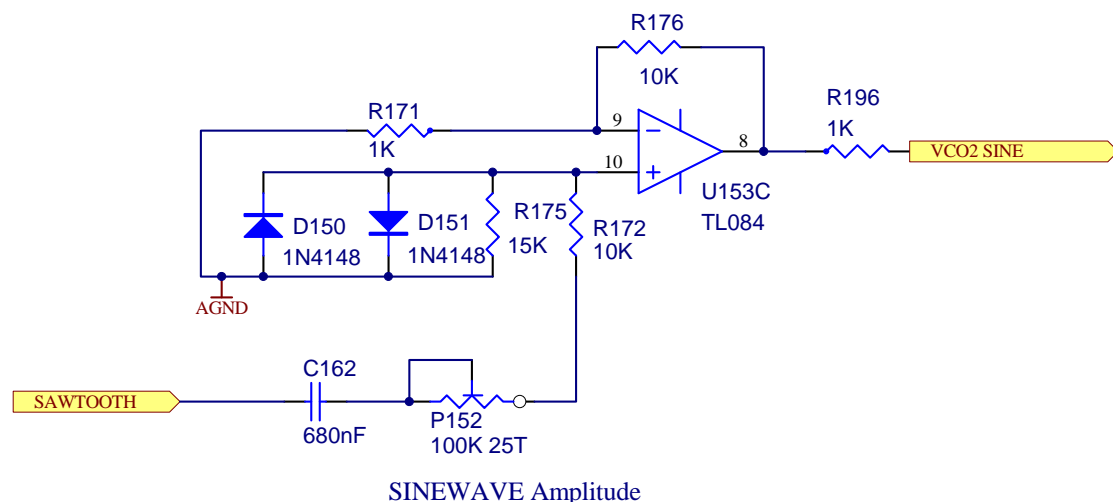 R176
10K
R171
1K
9
10
8
R196
1K
VCO2 SINE
U153C
TL084
D150
1N4148
D151
1N4148
R175
15K
R172
10K
AGND
C162
680nF
SAWTOOTH
P152
100K 25T
SINEWAVE Amplitude